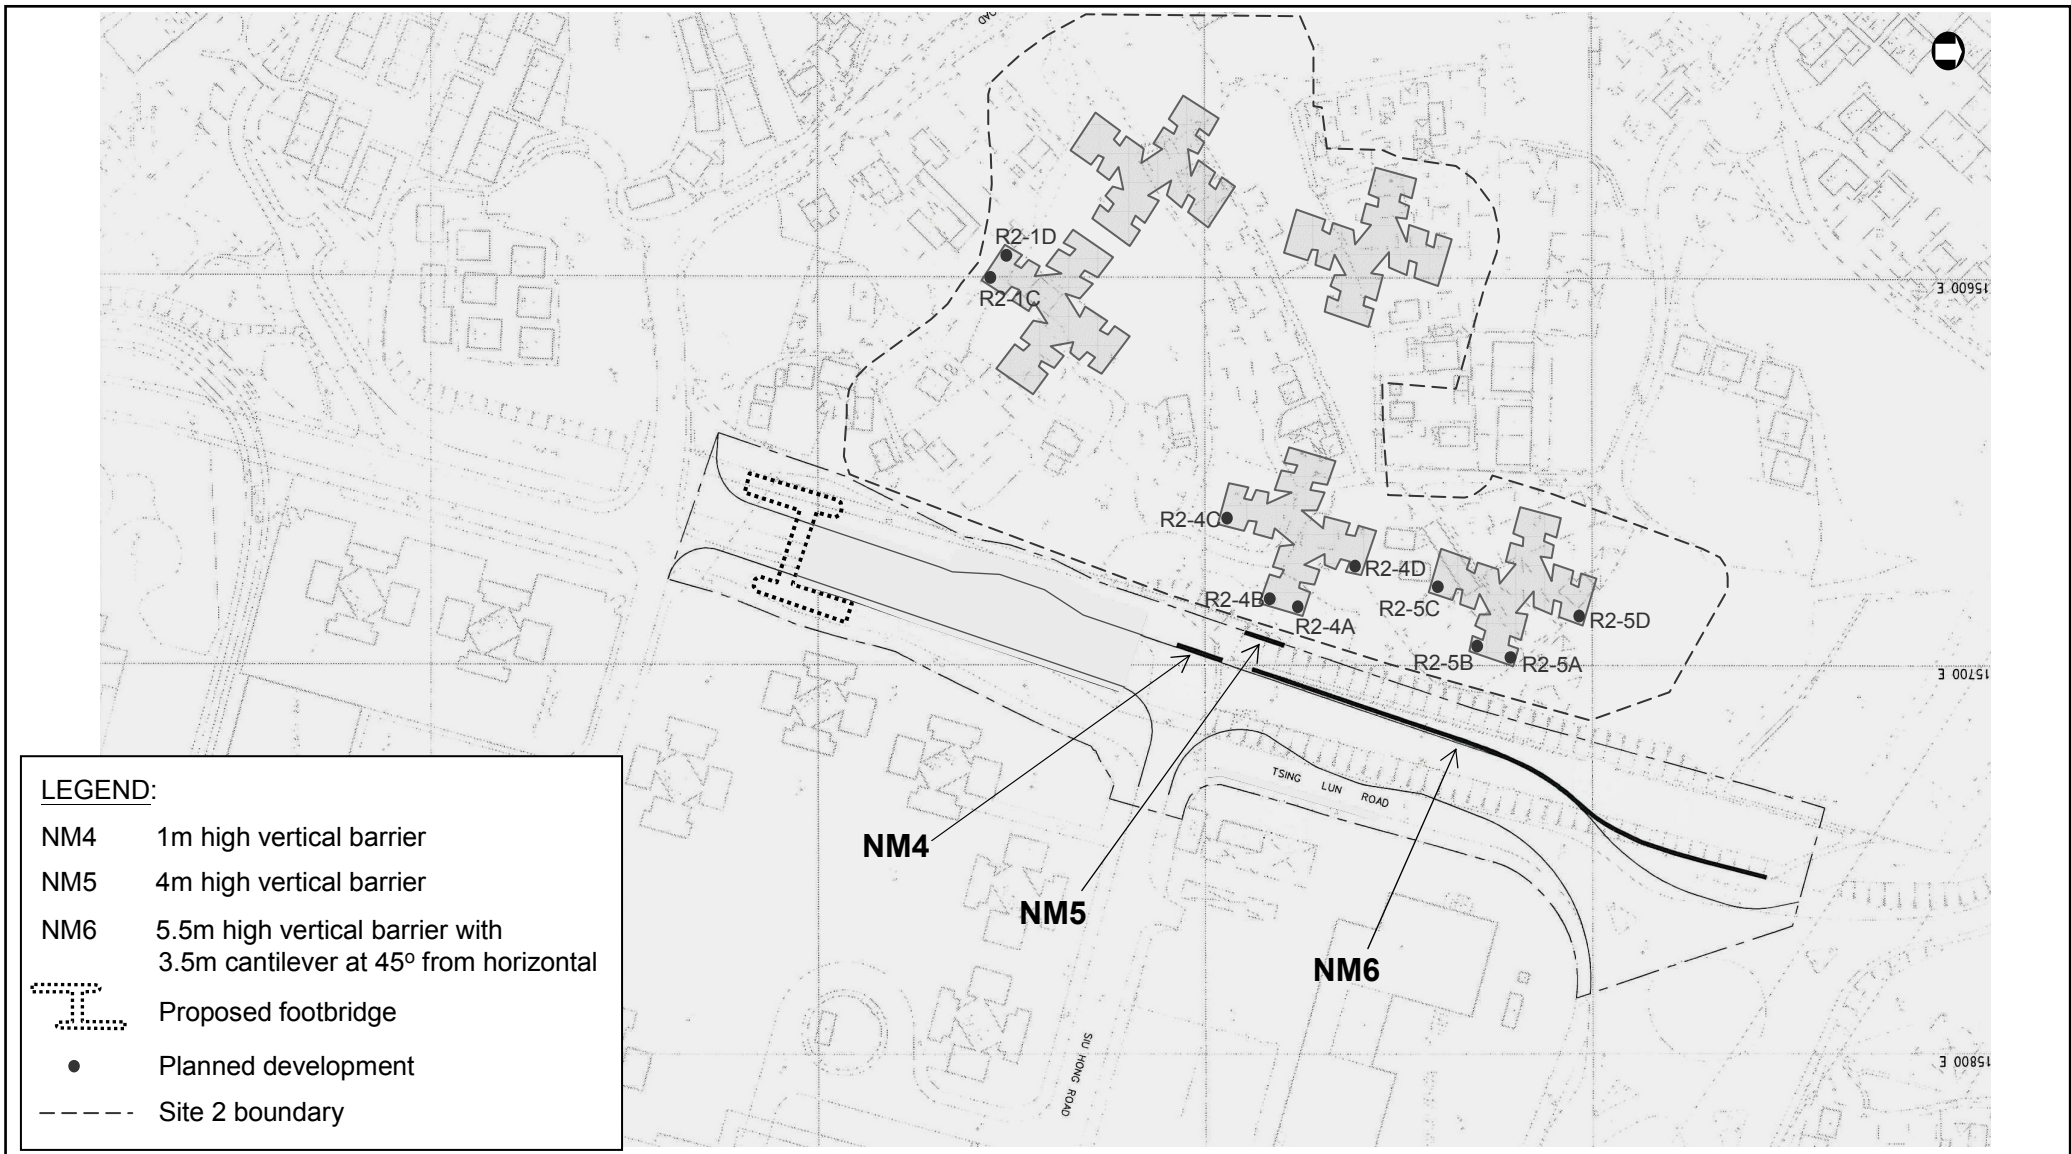 ROAD
R2-1D
R2-1C
15600 E
R2-4C
R2-4D
R2-4B
R2-4A
R2-5C
R2-5D
R2-5B
R2-5A
15700 E
TSING LUN ROAD
NM4
NM5
NM6
SIU HONG ROAD
15800 E
LEGEND:
NM4 1m high vertical barrier
NM5 4m high vertical barrier
NM6 5.5m high vertical barrier with
3.5m cantilever at 45º from horizontal
Proposed footbridge
Planned development
Site 2 boundary